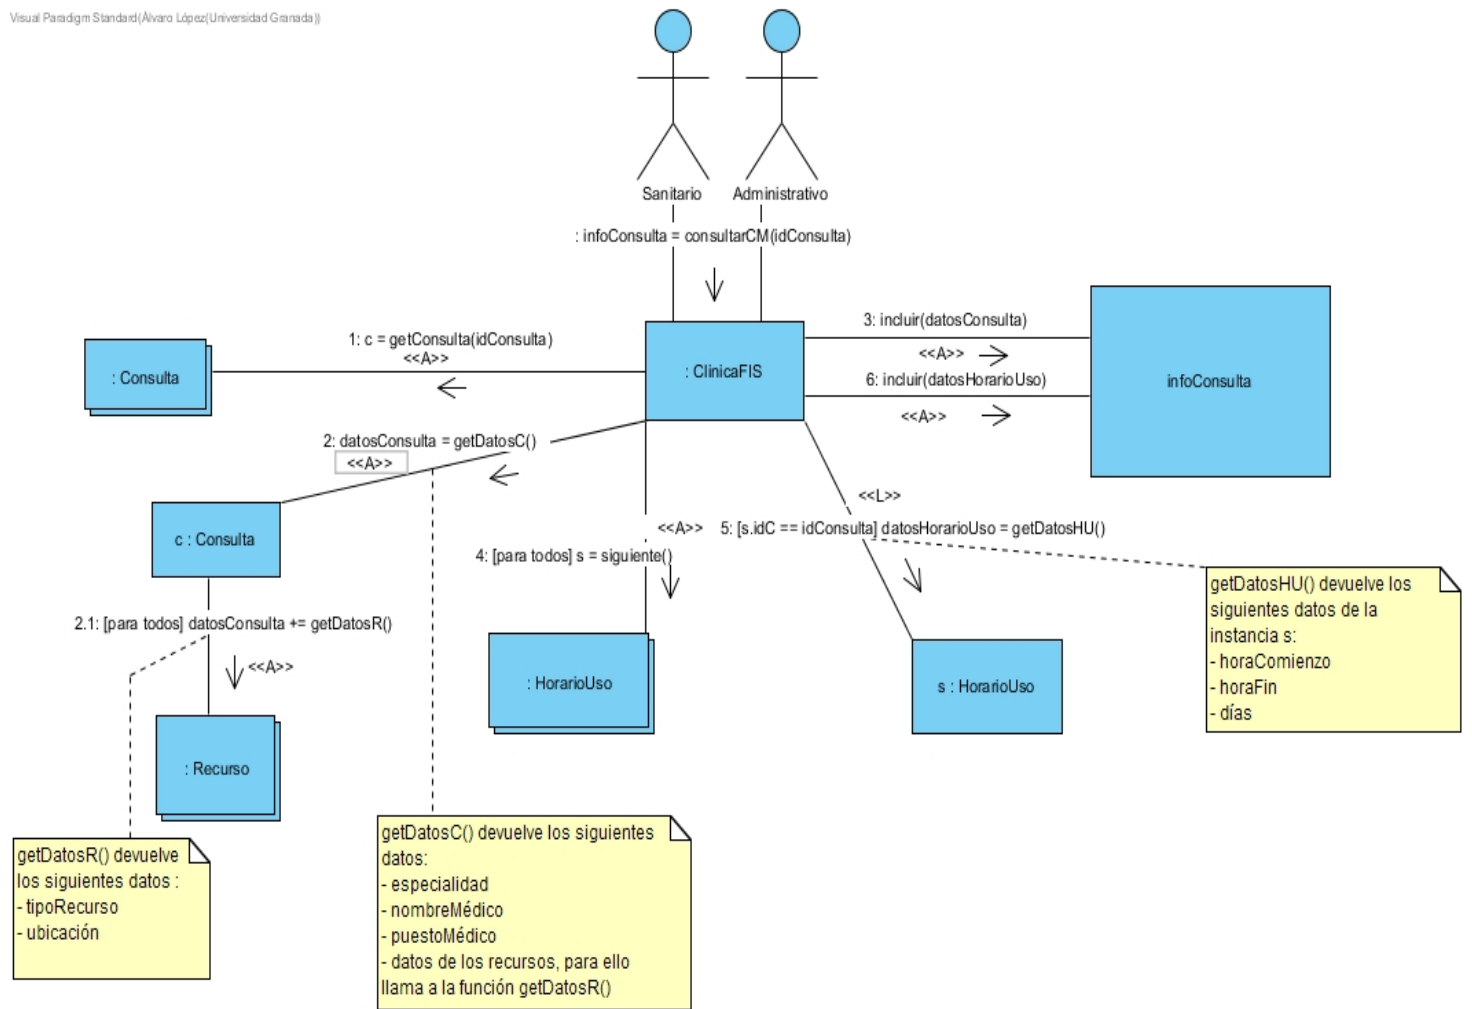 Visual Paradigm Standard(Álvaro López(Universidad Granada))
Sanitario
Administrativo
: infoConsulta = consultarCM(idConsulta)
1: c = getConsulta(idConsulta)
<<A>>
: Consulta
: ClinicaFIS
3: incluir(datosConsulta)
<<A>>
6: incluir(datosHorarioUso)
<<A>>
infoConsulta
2: datosConsulta = getDatosC()
<<A>>
c : Consulta
<<L>>
<<A>>
5: [s.idC == idConsulta] datosHorarioUso = getDatosHU()
4: [para todos] s = siguiente()
2.1: [para todos] datosConsulta += getDatosR()
<<A>>
: Recurso
: HorarioUso
s : HorarioUso
getDatosHU() devuelve los
siguientes datos de la
instancia s:
- horaComienzo
- horaFin
- días
getDatosR() devuelve
los siguientes datos :
- tipoRecurso
- ubicación
getDatosC() devuelve los siguientes
datos:
- especialidad
- nombreMédico
- puestoMédico
- datos de los recursos, para ello
llama a la función getDatosR()